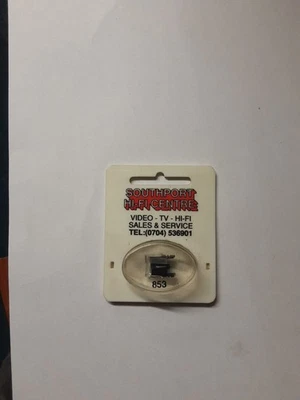 SOUTHPORT
HI-FI CENTRE
VIDEO - TV - HI-FI
SALES & SERVICE
TEL:(0704) 536901
853